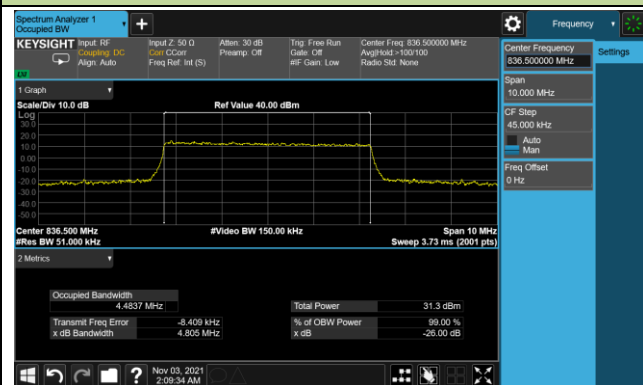 Spectrum Analyzer 1
Occupied BW
+
Frequency
KEYSIGHT
Input: RF
Coupling: DC
Align: Auto
Input Z: 50 Ω
Corr CCorr
Freq Ref: Int (S)
Atten: 30 dB
Preamp: Off
Trig: Free Run
Gate: Off
#IF Gain: Low
Center Freq: 836.500000 MHz
Avg|Hold:>100/100
Radio Std: None
Center Frequency
836.500000 MHz
Settings
Span
10.000 MHz
CF Step
45.000 kHz
Auto
Man
Freq Offset
0 Hz
1 Graph
Scale/Div 10.0 dB
Ref Value 40.00 dBm
Log
30.0
20.0
10.0
0.00
-10.0
-20.0
-30.0
-40.0
-50.0
Center 836.500 MHz
#Video BW 150.00 kHz
Span 10 MHz
#Res BW 51.000 kHz
Sweep 3.73 ms (2001 pts)
2 Metrics
Occupied Bandwidth
4.4837 MHz
Total Power 31.3 dBm
Transmit Freq Error -8.409 kHz
% of OBW Power 99.00 %
x dB Bandwidth 4.805 MHz
x dB -26.00 dB
?
Nov 03, 2021
2:09:34 AM